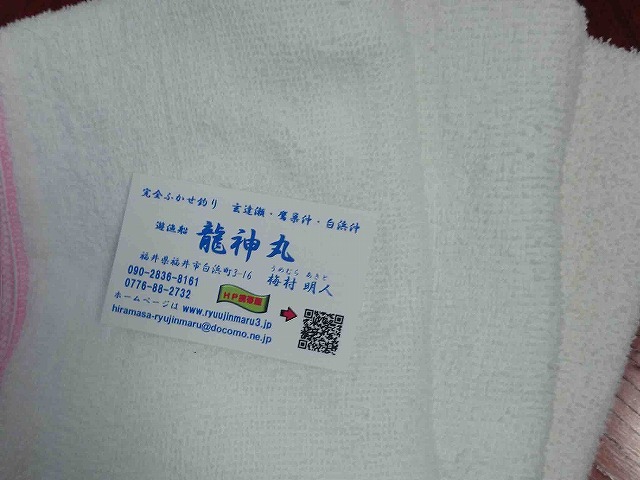 完全ふかせ釣り 玄達瀬・鷹巣沖・白浜沖
遊漁船 龍神丸
福井県福井市白浜町3-16
うめむら あきと
梅村 明人
090-2836-8161
0776-88-2732
HP携帯版
ホームページは www.ryuujinmaru3.jp
hiramasa-ryujinmaru@docomo.ne.jp